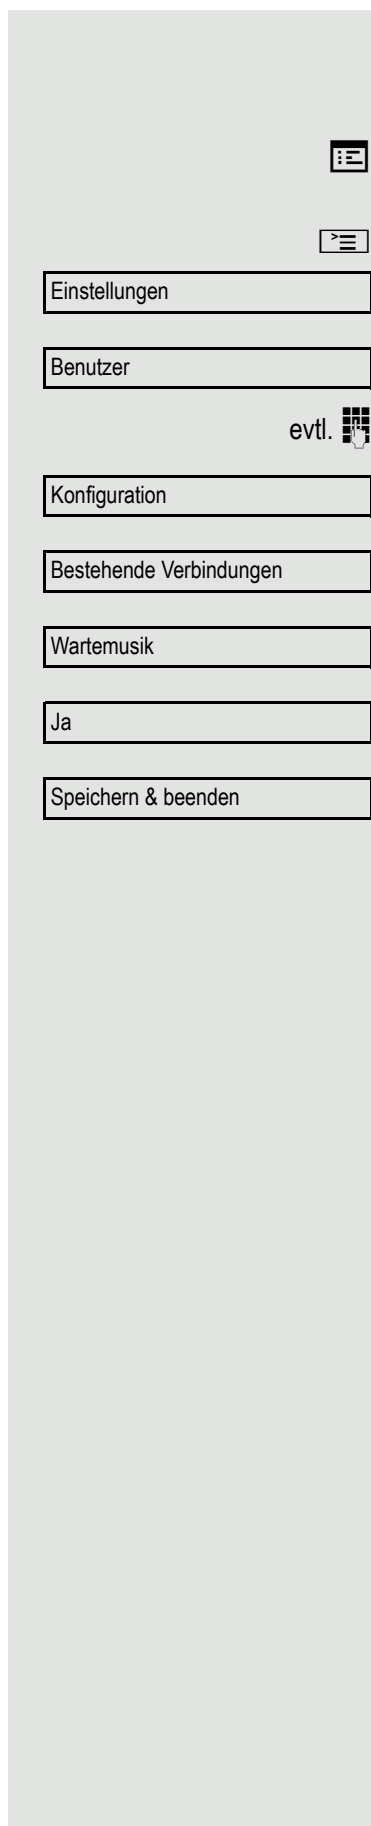 Einstellungen
Benutzer
evtl.
Konfiguration
Bestehende Verbindungen
Wartemusik
Ja
Speichern & beenden